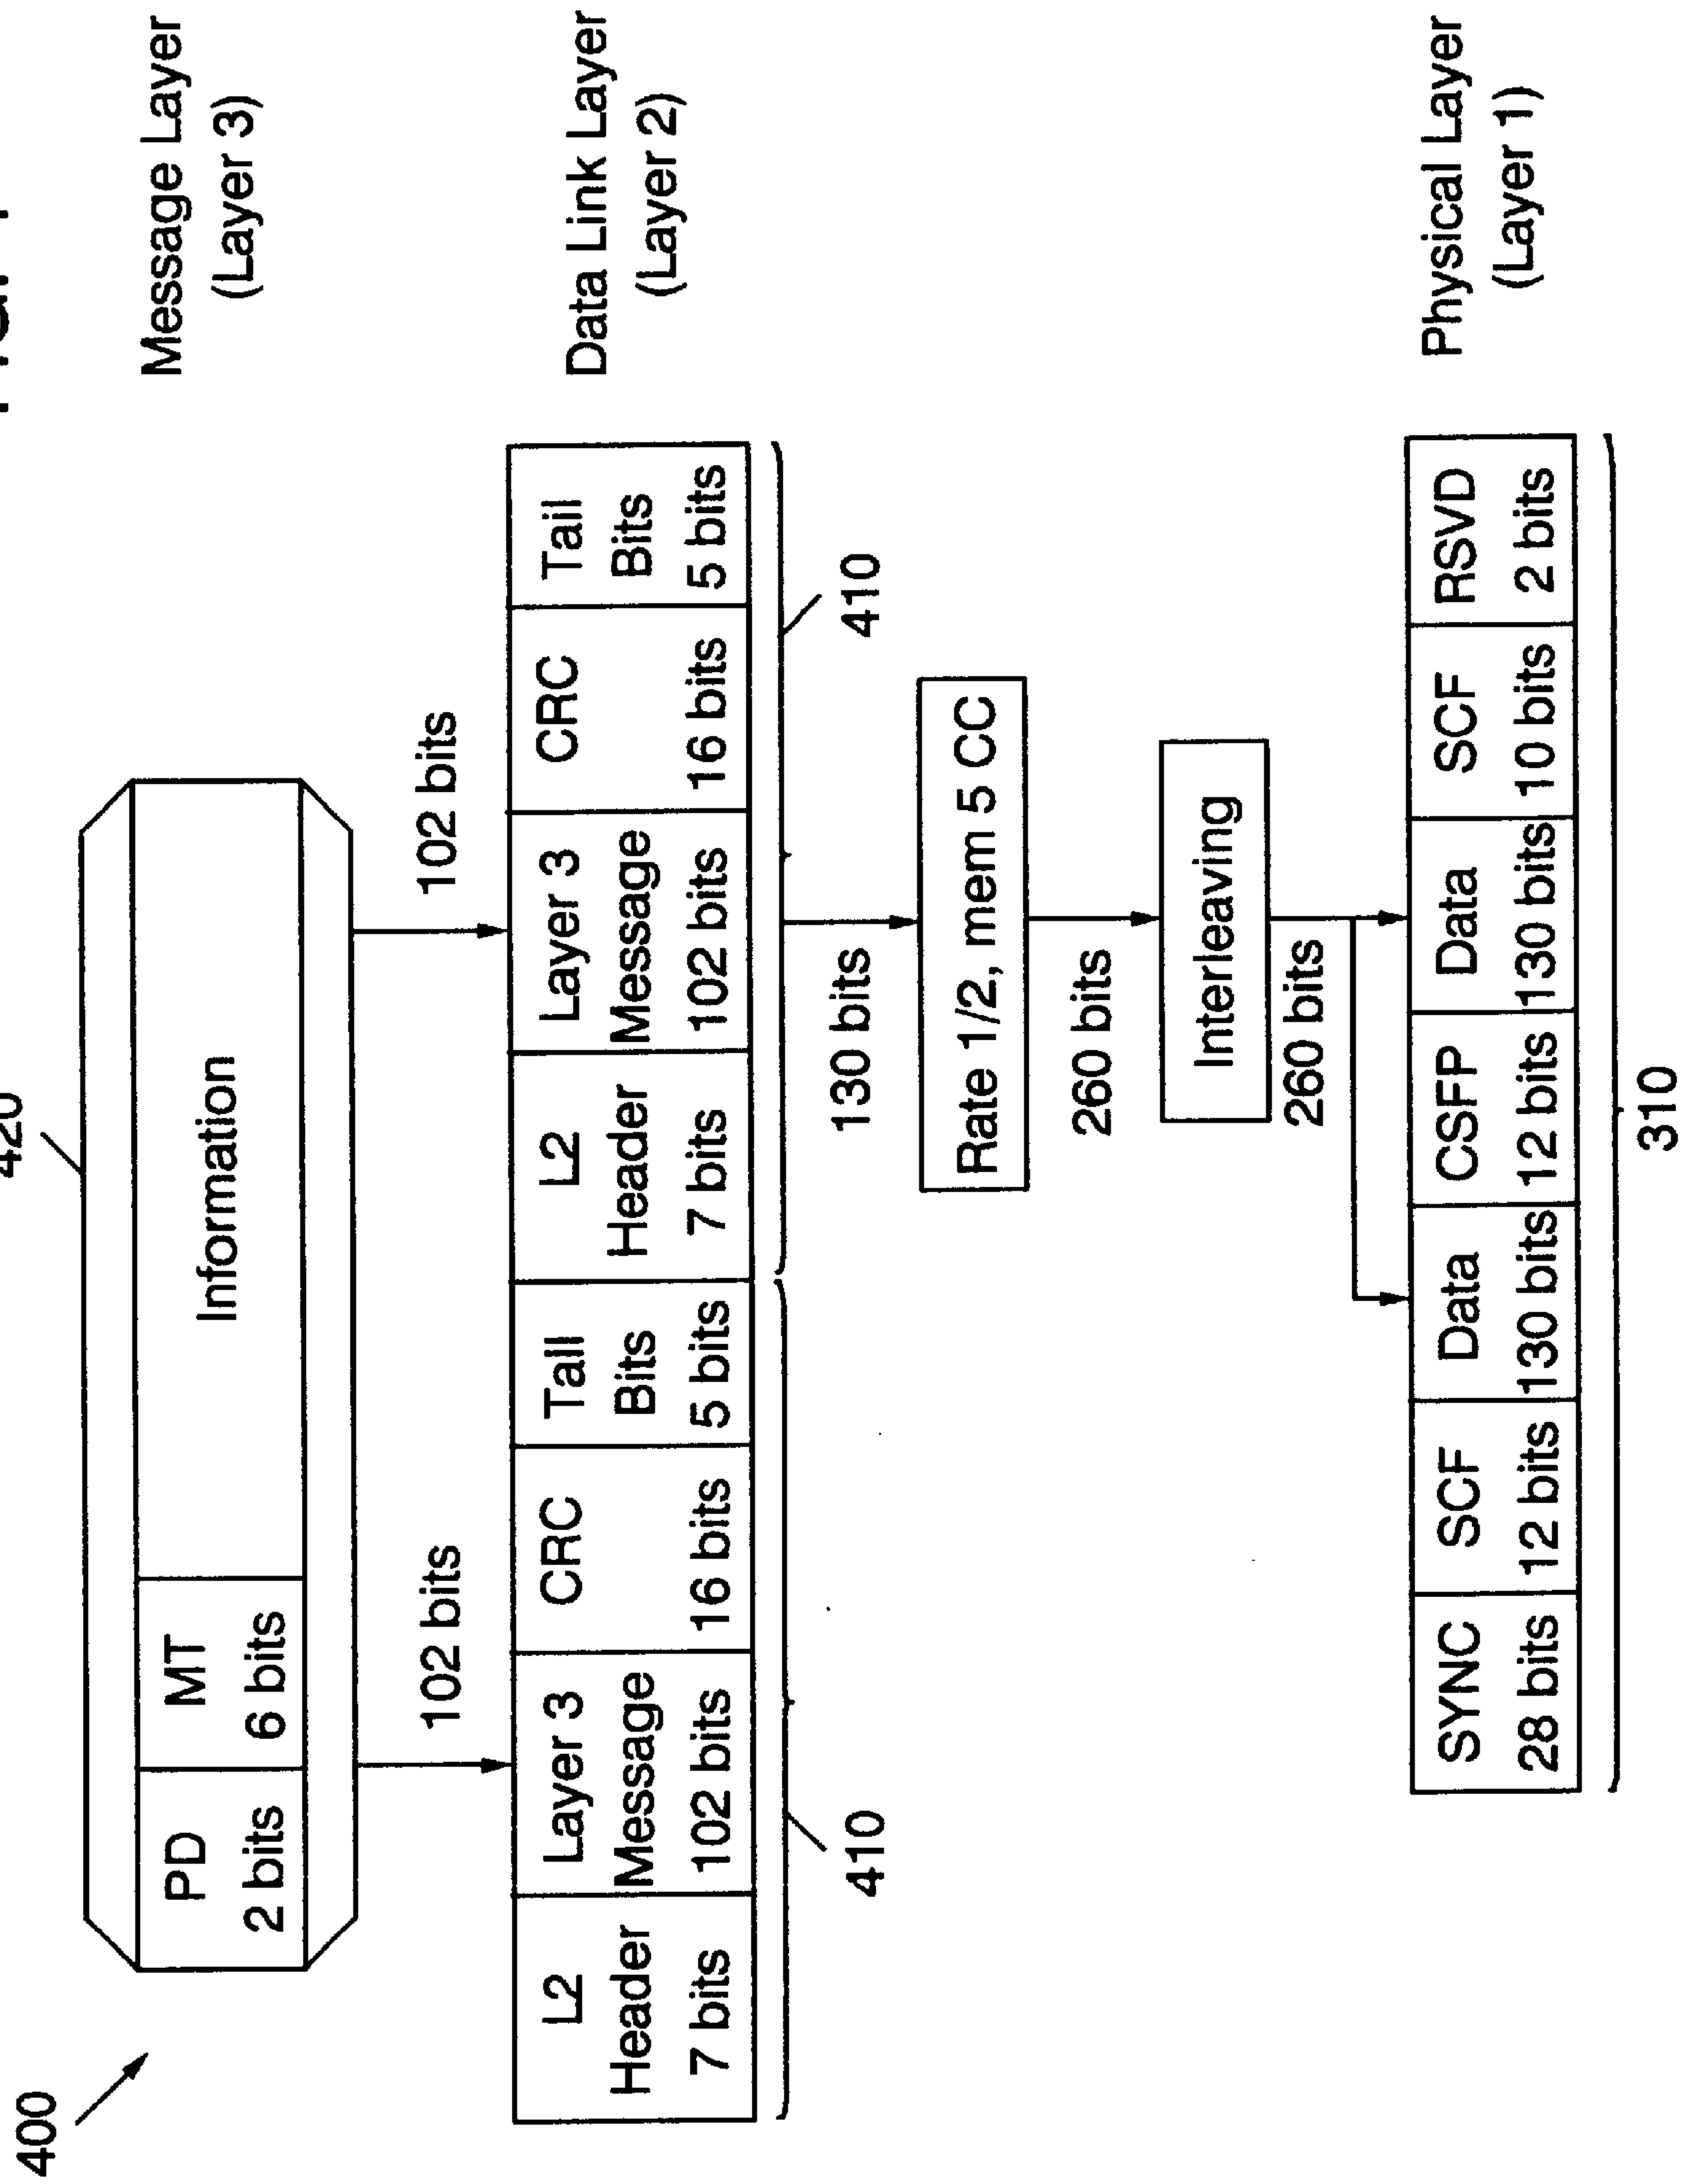 400
420
PD
2 bits
MT
6 bits
Information
Message Layer
(Layer 3)
102 bits
102 bits
L2
Header
7 bits
Layer 3
Message
102 bits
CRC
16 bits
Tail
Bits
5 bits
L2
Header
7 bits
Layer 3
Message
102 bits
CRC
16 bits
Tail
Bits
5 bits
Data Link Layer
(Layer 2)
410
410
130 bits
Rate 1/2, mem 5 CC
260 bits
Interleaving
260 bits
SYNC
28 bits
SCF
12 bits
Data
130 bits
CSFP
12 bits
Data
130 bits
SCF
10 bits
RSVD
2 bits
Physical Layer
(Layer 1)
310